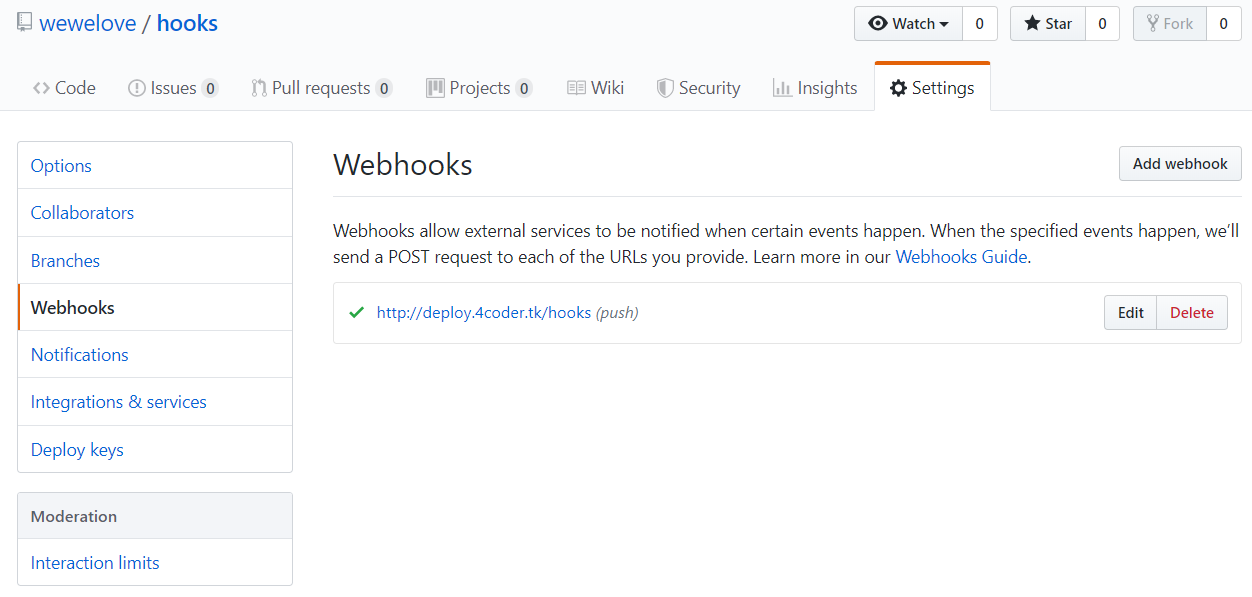 wewelove / hooks
Watch 0 Star 0 Fork 0
Code Issues 0 Pull requests 0 Projects 0 Wiki Security Insights Settings
Options
Collaborators
Branches
Webhooks
Notifications
Integrations & services
Deploy keys
Moderation
Interaction limits
Webhooks
Add webhook
Webhooks allow external services to be notified when certain events happen. When the specified events happen, we’ll
send a POST request to each of the URLs you provide. Learn more in our Webhooks Guide.
http://deploy.4coder.tk/hooks (push)
Edit Delete